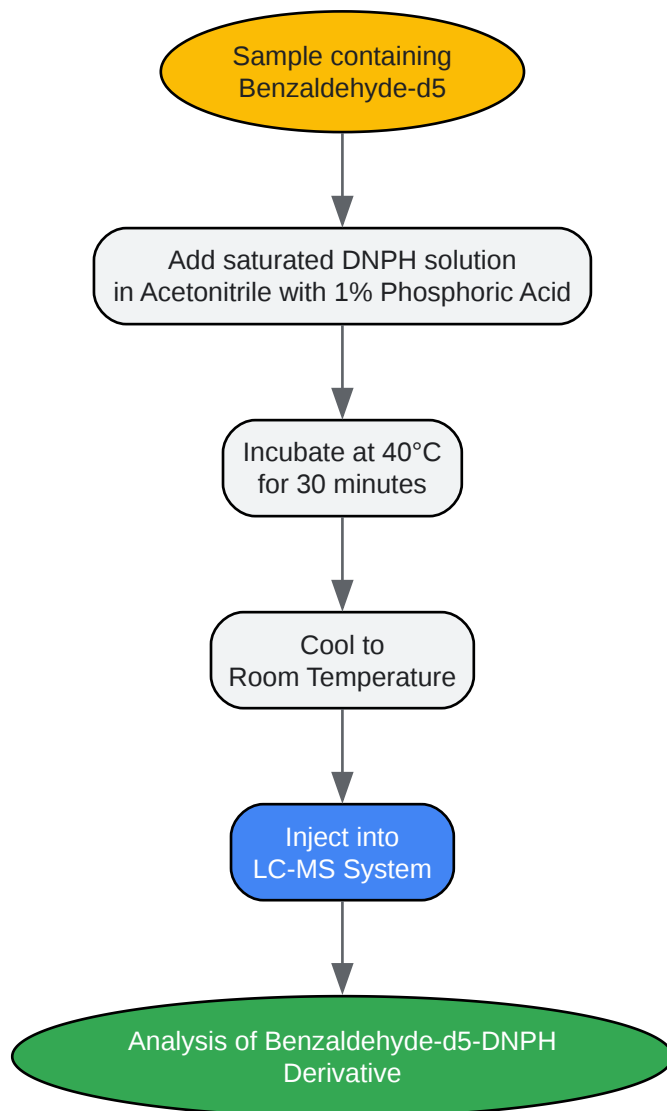 Sample containing
Benzaldehyde-d5
Add saturated DNPH solution
in Acetonitrile with 1% Phosphoric Acid
Incubate at 40°C
for 30 minutes
Cool to
Room Temperature
Inject into
LC-MS System
Analysis of Benzaldehyde-d5-DNPH
Derivative